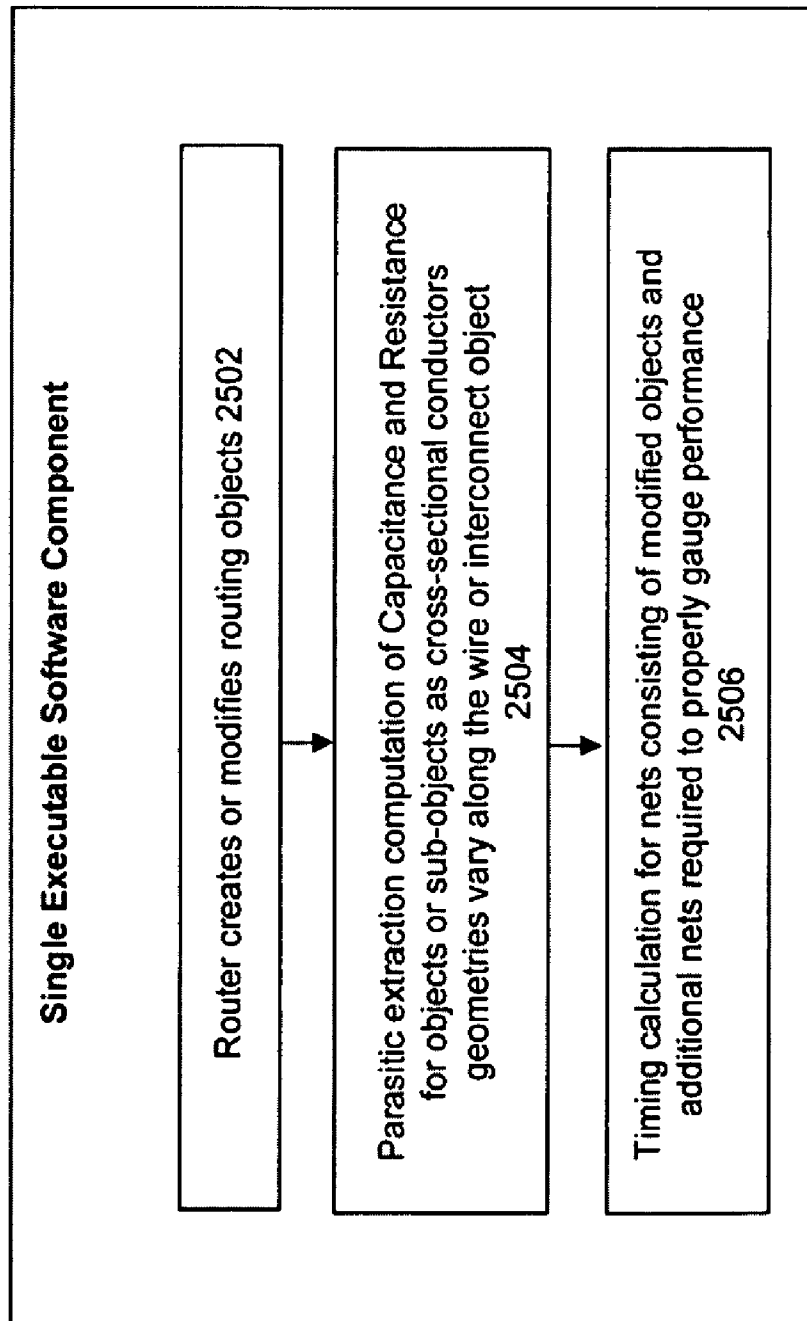 Single Executable Software Component
Router creates or modifies routing objects 2502
Parasitic extraction computation of Capacitance and Resistance
for objects or sub-objects as cross-sectional conductors
geometries vary along the wire or interconnect object
2504
Timing calculation for nets consisting of modified objects and
additional nets required to properly gauge performance
2506